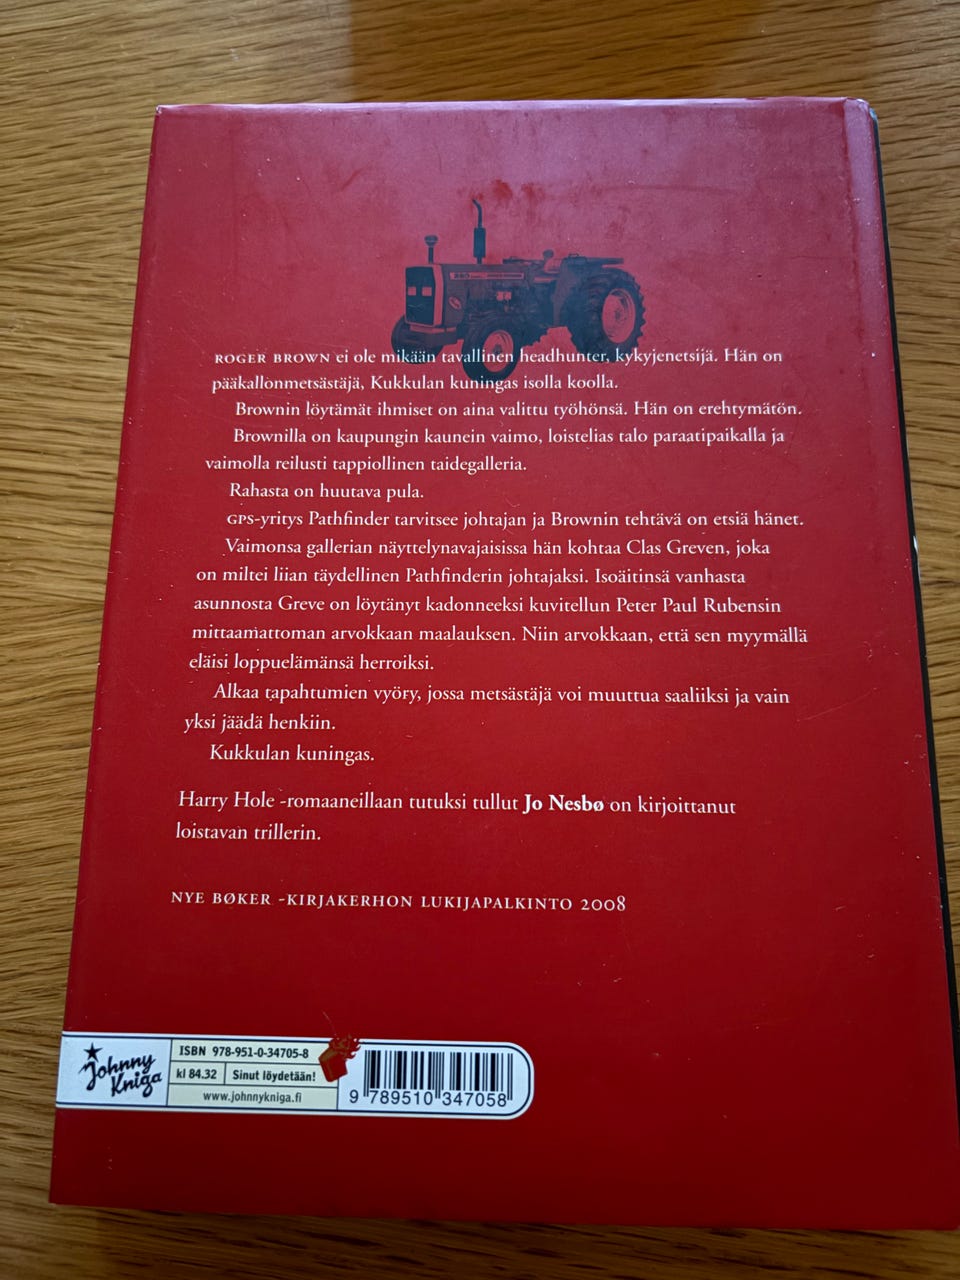 ROGER BROWN ei ole mikään tavallinen headhunter, kykyjenetsijä. Hän on
pääkallonmetsästäjä, Kukkulan kuningas isolla koolla.
Brownin löytämät ihmiset on aina valittu työhönsä. Hän on erehtymätön.
Brownilla on kaupungin kaunein vaimo, loistelias talo paraatipaikalla ja
vaimolla reilusti tappiollinen taidegalleria.
Rahasta on huutava pula.
GPS-yritys Pathfinder tarvitsee johtajan ja Brownin tehtävä on etsiä hänet.
Vaimonsa gallerian näyttelynavajaisissa hän kohtaa Clas Greven, joka
on miltei liian täydellinen Pathfinderin johtajaksi. Isoäitinsä vanhasta
asunnosta Greve on löytänyt kadonneeksi kuvitellun Peter Paul Rubensin
mittaamattoman arvokkaan maalauksen. Niin arvokkaan, että sen myymällä
eläisi loppuelämänsä herroiksi.
Alkaa tapahtumien vyöry, jossa metsästäjä voi muuttua saaliiksi ja vain
yksi jäädä henkiin.
Kukkulan kuningas.
Harry Hole -romaaneillaan tutuksi tullut Jo Nesbø on kirjoittanut
loistavan trillerin.
NYE BØKER -KIRJAKERHON LUKIJAPALKINTO 2008
Johnny
Kniga
ISBN 978-951-0-34705-8
kl 84.32 Sinut löydetään!
www.johnnykniga.fi
9 789510 347058